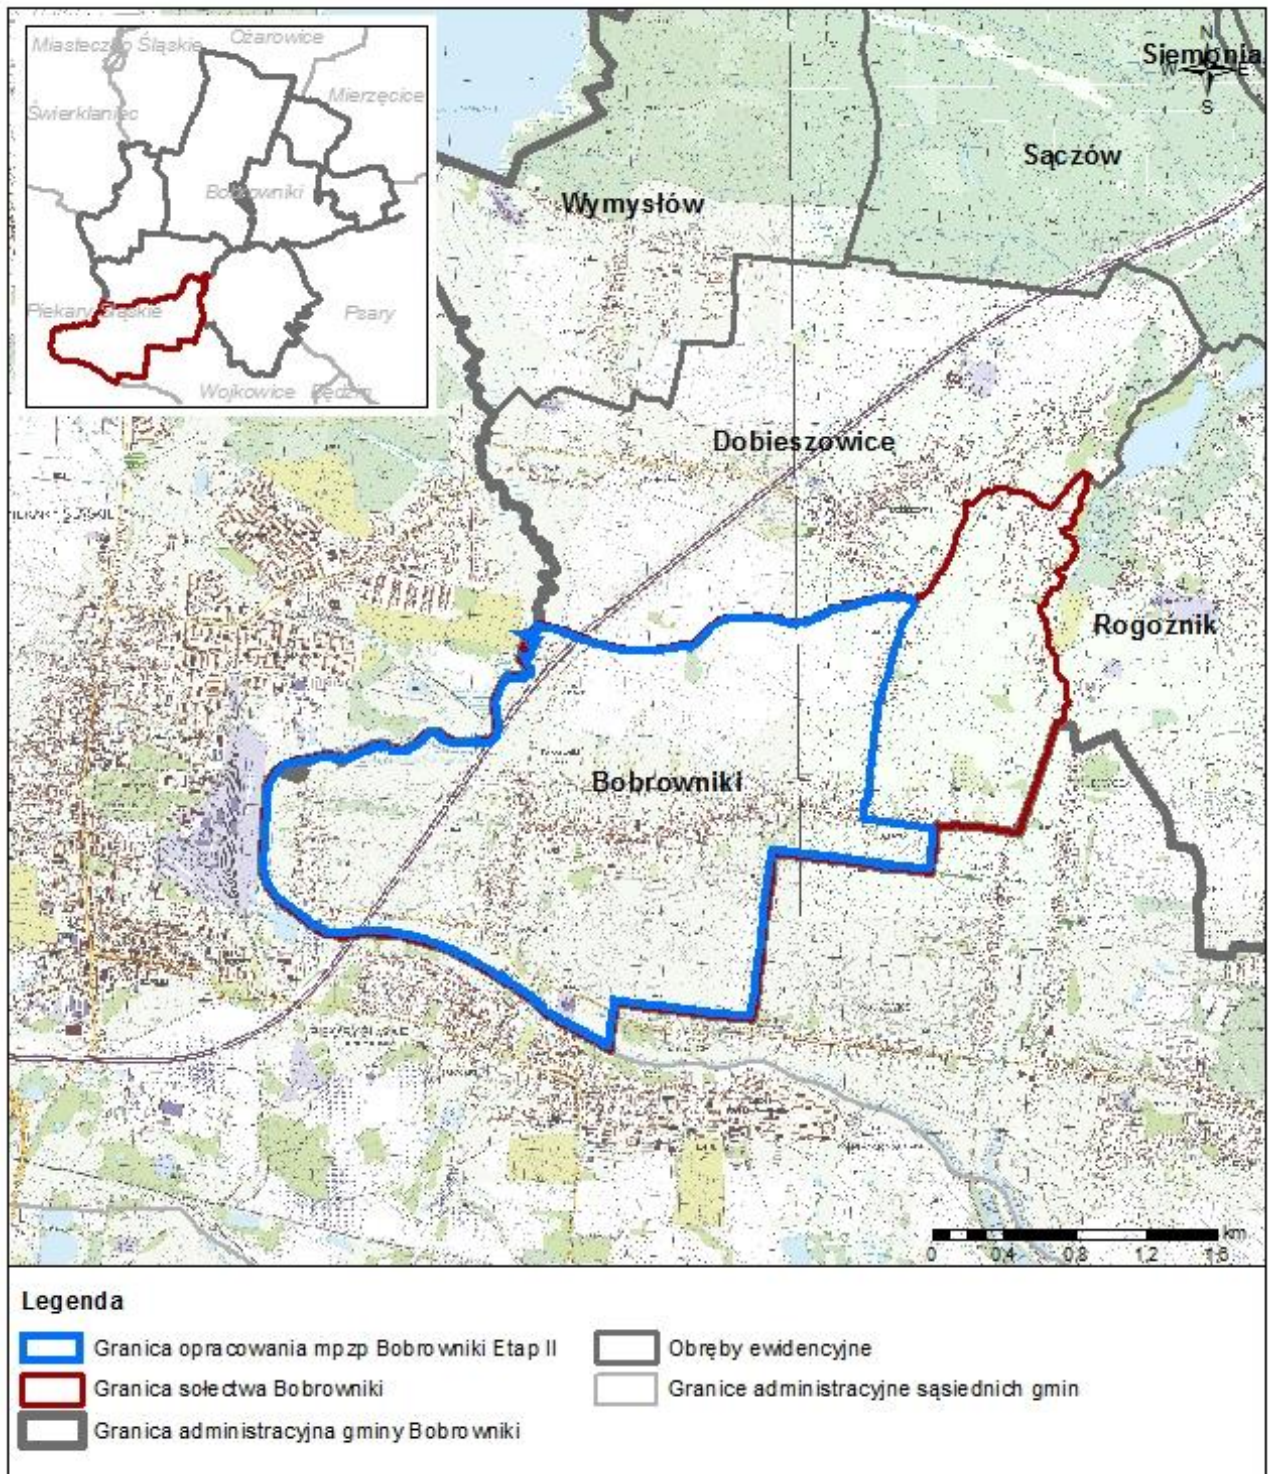 Miasteczko Śląskie
Ożarowice
Mierzęcice
Świerklaniec
Bobrowniki
Piekary Śląskie
Psary
Wojkowice
Będzin
N
Siemonia
W
E
S
Sączów
Wymysłów
Dobieszowice
Rogoźnik
Bobrowniki
km
0 0,4 0,8 1,2 1,6
Legenda
Granica opracowania mpzp Bobrowniki Etap II
Granica sołectwa Bobrowniki
Granica administracyjna gminy Bobrowniki
Obręby ewidencyjne
Granice administracyjne sąsiednich gmin